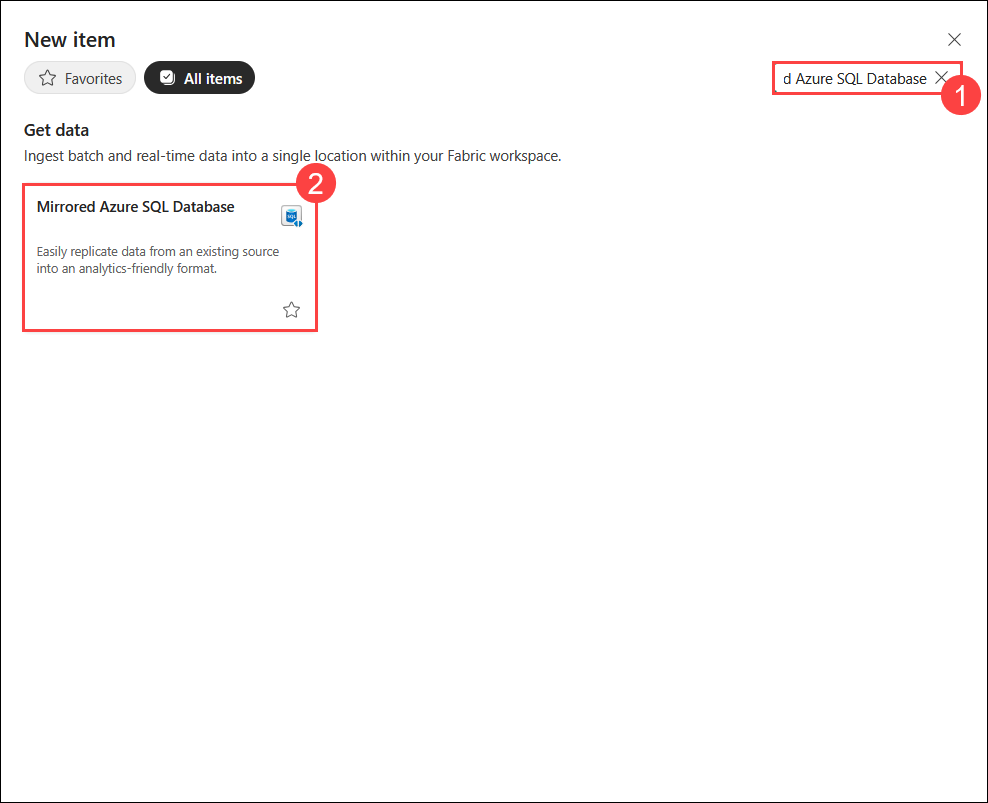 New item
Favorites
All items
d Azure SQL Database
1
Get data
Ingest batch and real-time data into a single location within your Fabric workspace.
2
Mirrored Azure SQL Database
SQL
Easily replicate data from an existing source
into an analytics-friendly format.